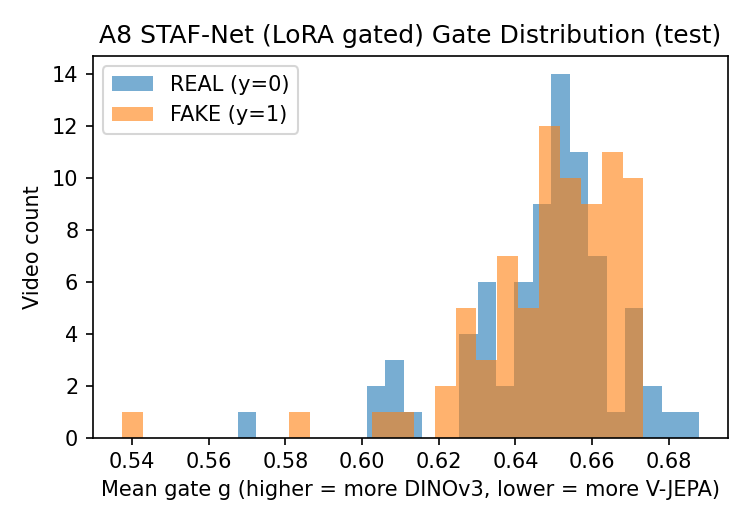 A8 STAF-Net (LoRA gated) Gate Distribution (test)
REAL (y=0)
FAKE (y=1)
Video count
14
12
10
8
6
4
2
0
0.54 0.56 0.58 0.60 0.62 0.64 0.66 0.68
Mean gate g (higher = more DINOv3, lower = more V-JEPA)